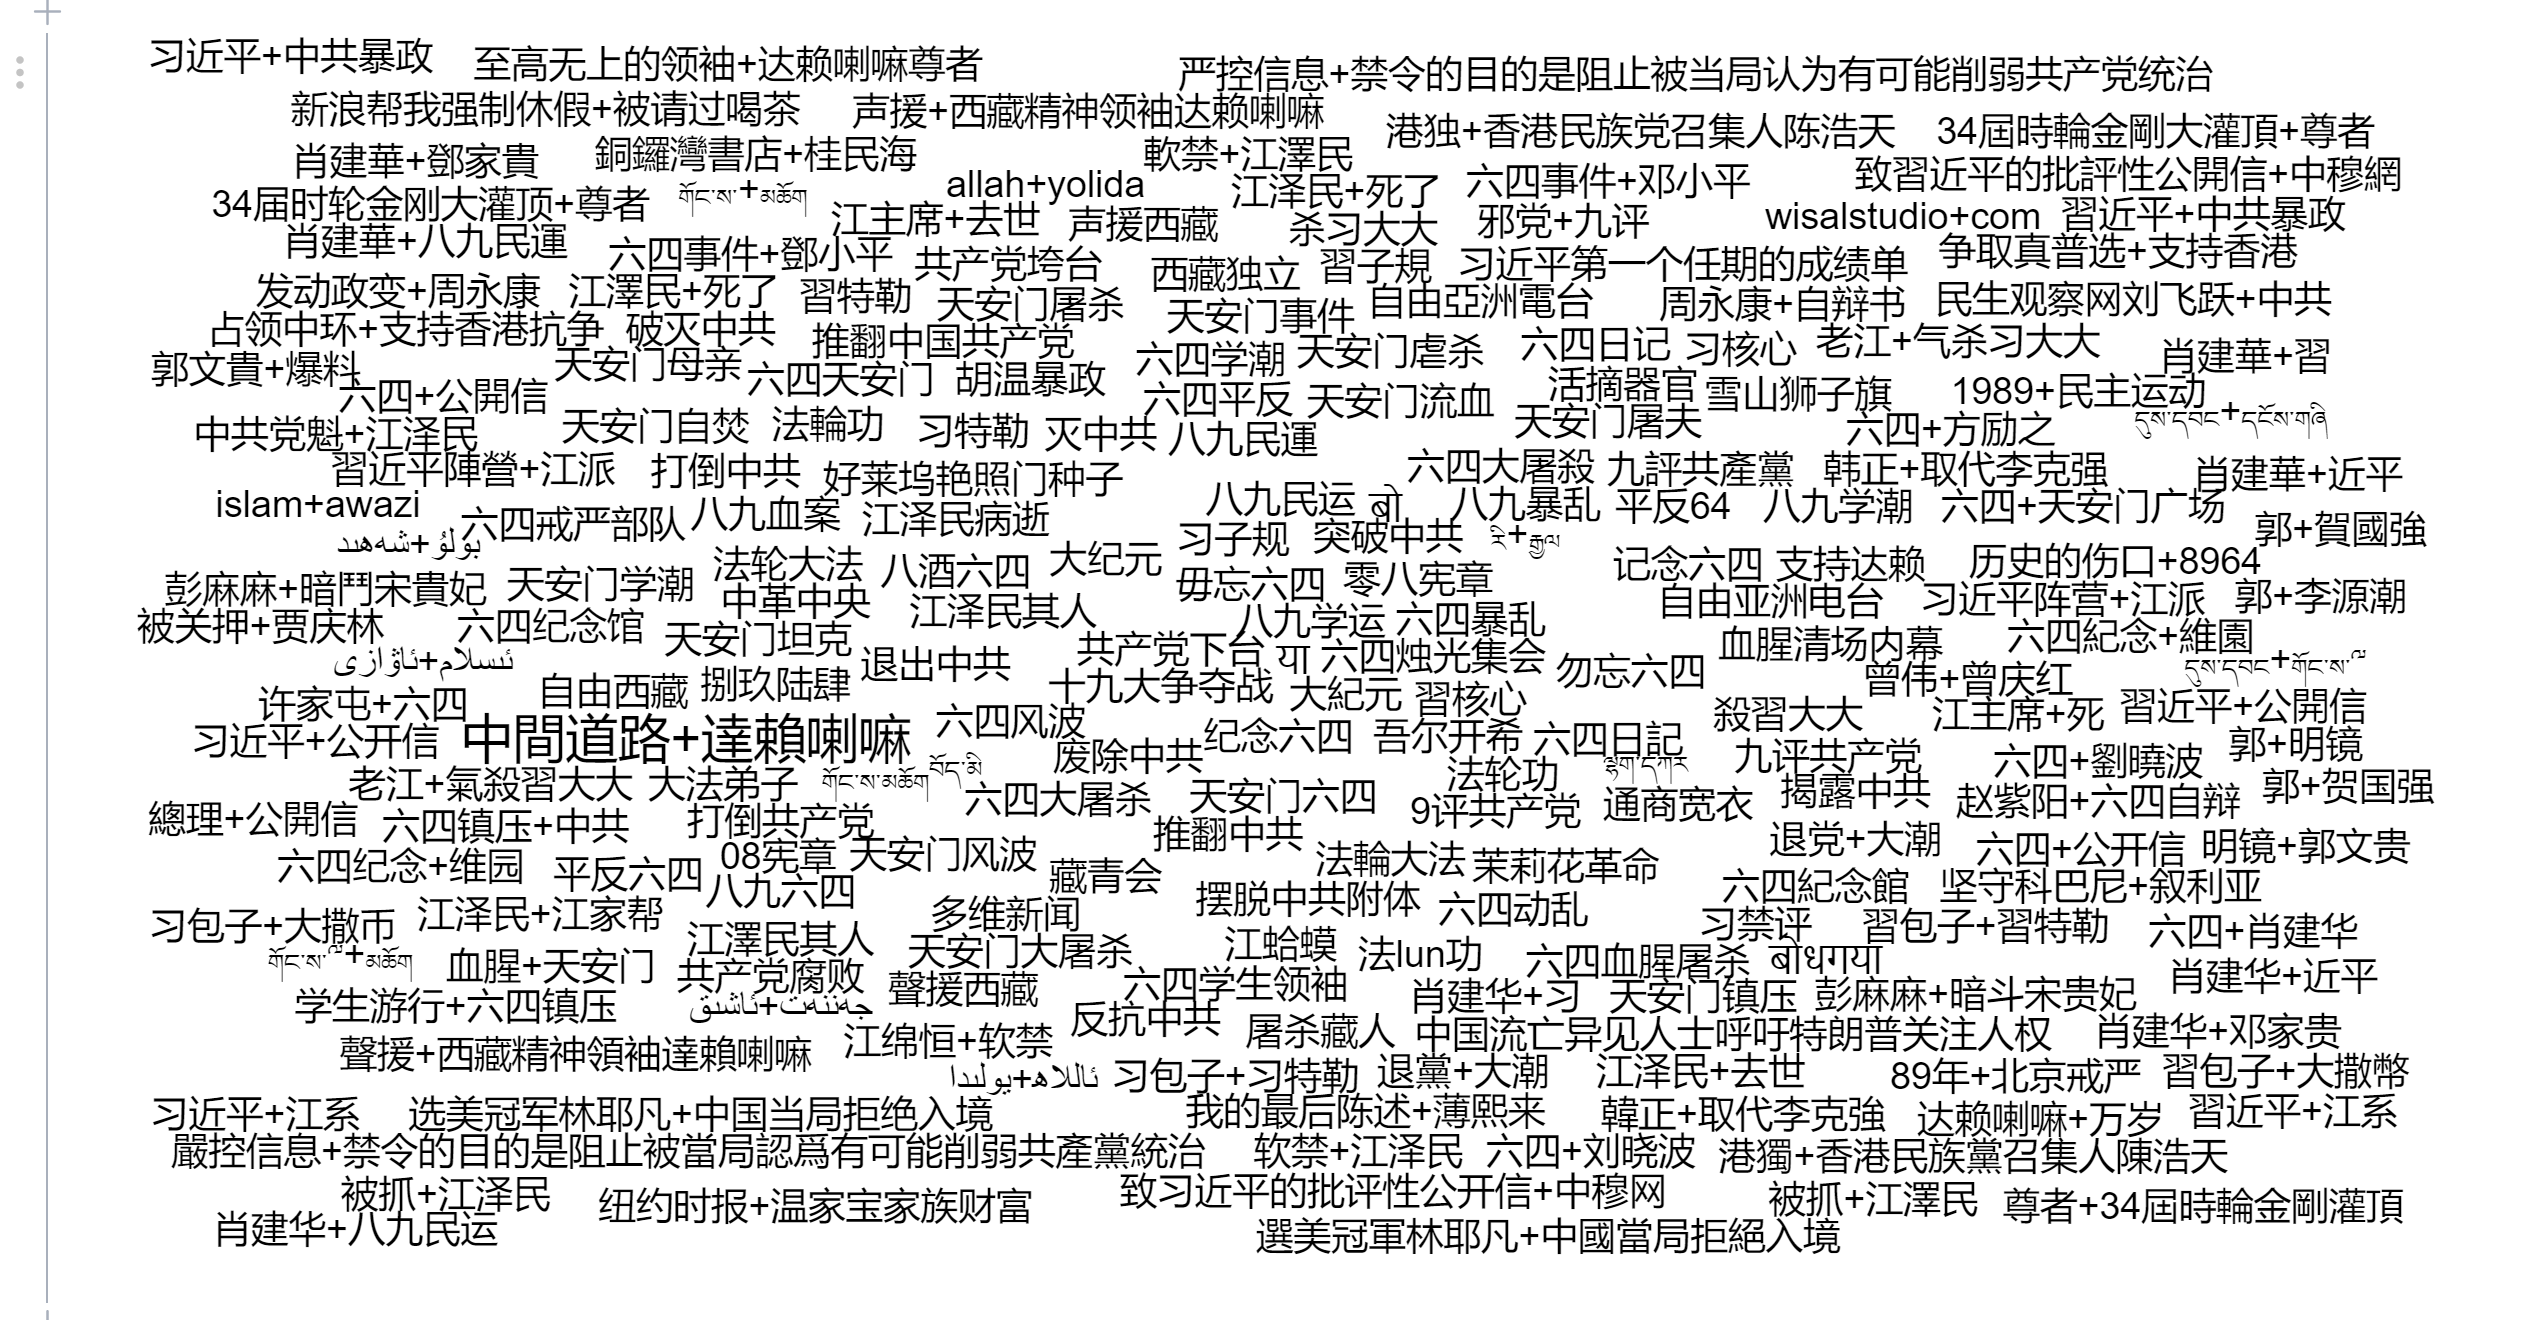 习近平+中共暴政
至高无上的领袖+达赖喇嘛尊者
严控信息+禁令的目的是阻止被当局认为有可能削弱共产党统治
新浪帮我强制休假+被请过喝茶
声援+西藏精神领袖达赖喇嘛
港独+香港民族党召集人陈浩天
34屆時輪金剛大灌頂+尊者
肖建華+鄧家貴
銅鑼灣書店+桂民海
軟禁+江澤民
六四事件+邓小平
致習近平的批評性公開信+中穆網
34届时轮金刚大灌顶+尊者
གོང་ས་+མཆོག
allah+yolida
江泽民+死了
江主席+去世
声援西藏
杀习大大
邪党+九评
wisalstudio+com
習近平+中共暴政
肖建華+八九民運
六四事件+鄧小平
共产党垮台
西藏独立
習子規
习近平第一个任期的成绩单
争取真普选+支持香港
发动政变+周永康
江澤民+死了
習特勒
天安门屠杀
天安门事件
自由亞洲電台
周永康+自辩书
民生观察网刘飞跃+中共
占领中环+支持香港抗争
破灭中共
推翻中国共产党
六四学潮
天安门虐杀
六四日记
习核心
老江+气杀习大大
肖建華+習
郭文貴+爆料
天安门母亲
六四天安门
胡温暴政
六四+公開信
六四平反
天安门流血
活摘器官
雪山狮子旗
1989+民主运动
中共党魁+江泽民
天安门自焚
法輪功
习特勒
灭中共
八九民運
天安门屠夫
六四+方励之
དུས་དབང+དངོས་གཞི
習近平陣營+江派
打倒中共
好莱坞艳照门种子
六四大屠殺
九評共產黨
韩正+取代李克强
肖建華+近平
islam+awazi
六四戒严部队
八九血案
江泽民病逝
八九民运
बो
八九暴乱
平反64
八九学潮
六四+天安门广场
郭+賀國強
بولۇ+شەھىد
习子规
突破中共
རི+རྒྱལ
法轮大法
八酒六四
大纪元
毋忘六四
零八宪章
记念六四
支持达赖
历史的伤口+8964
彭麻麻+暗鬥宋貴妃
天安门学潮
中革中央
江泽民其人
八九学运
六四暴乱
自由亚洲电台
习近平阵营+江派
郭+李源潮
被关押+贾庆林
六四纪念馆
天安门坦克
退出中共
共产党下台
या
六四烛光集会
勿忘六四
血腥清场内幕
六四紀念+維園
ئىسلام+ئاۋازى
自由西藏
捌玖陆肆
十九大争夺战
大紀元
習核心
曾伟+曾庆红
དུས་དབང+གོང་ས་
许家屯+六四
習近平+公開信
殺習大大
江主席+死
习近平+公开信
中間道路+達賴喇嘛
六四风波
废除中共
纪念六四
吾尔开希
六四日記
九评共产党
六四+劉曉波
郭+明镜
老江+氣殺習大大
大法弟子
གོང་ས་མཆོག
བོད་མི
六四大屠杀
天安门六四
法轮功
ལྷག་དཀར
9评共产党
通商宽衣
揭露中共
赵紫阳+六四自辩
郭+贺国强
總理+公開信
六四镇压+中共
打倒共产党
推翻中共
退党+大潮
六四+公开信
明镜+郭文贵
六四纪念+维园
平反六四
08宪章
天安门风波
藏青会
法輪大法
茉莉花革命
八九六四
摆脱中共附体
六四动乱
六四紀念館
坚守科巴尼+叙利亚
习包子+大撒币
江泽民+江家帮
多维新闻
习禁评
習包子+習特勒
六四+肖建华
གོང་ས་+མཆོག
血腥+天安门
江澤民其人
天安门大屠杀
江蛤蟆
法lun功
六四血腥屠杀
बोधगया
肖建华+近平
共产党腐败
聲援西藏
六四学生领袖
肖建华+习
天安门镇压
彭麻麻+暗斗宋贵妃
学生游行+六四镇压
جەننەت+ئاشىق
反抗中共
屠杀藏人
中国流亡异见人士呼吁特朗普关注人权
肖建华+邓家贵
聲援+西藏精神領袖達賴喇嘛
江绵恒+软禁
ئاللاھ+يولىدا
习包子+习特勒
退黨+大潮
江泽民+去世
89年+北京戒严
習包子+大撒幣
习近平+江系
选美冠军林耶凡+中国当局拒绝入境
我的最后陈述+薄熙来
韓正+取代李克強
达赖喇嘛+万岁
習近平+江系
嚴控信息+禁令的目的是阻止被當局認爲有可能削弱共產黨統治
软禁+江泽民
六四+刘晓波
港獨+香港民族黨召集人陳浩天
被抓+江泽民
纽约时报+温家宝家族财富
致习近平的批评性公开信+中穆网
被抓+江澤民
尊者+34屆時輪金剛灌頂
肖建华+八九民运
選美冠軍林耶凡+中國當局拒絕入境